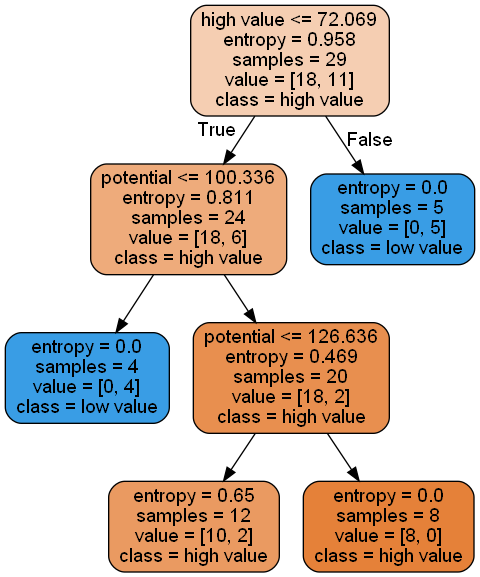 high value <= 72.069
entropy = 0.958
samples = 29
value = [18, 11]
class = high value
True
False
potential <= 100.336
entropy = 0.811
samples = 24
value = [18, 6]
class = high value
entropy = 0.0
samples = 5
value = [0, 5]
class = low value
entropy = 0.0
samples = 4
value = [0, 4]
class = low value
potential <= 126.636
entropy = 0.469
samples = 20
value = [18, 2]
class = high value
entropy = 0.65
samples = 12
value = [10, 2]
class = high value
entropy = 0.0
samples = 8
value = [8, 0]
class = high value